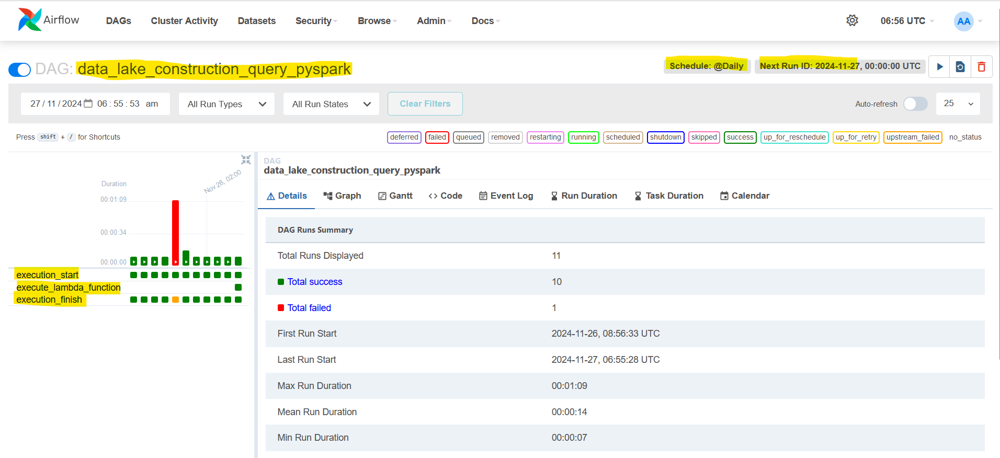 Airflow DAGs Cluster Activity Datasets Security Browse Admin Docs 06:56 UTC AA
DAG: data_lake_construction_query_pyspark Schedule: @Daily Next Run ID: 2024-11-27, 00:00:00 UTC
27 / 11 / 2024 06 : 55 : 53 am All Run Types All Run States Clear Filters Auto-refresh 25
Press shift + / for Shortcuts deferred failed queued removed restarting running scheduled shutdown skipped success up_for_reschedule up_for_retry upstream_failed no_status
Nov 26, 02:00
Duration
00:01:09
00:00:34
00:00:00
execution_start
execute_lambda_function
execution_finish
DAG
data_lake_construction_query_pyspark
Details Graph Gantt <> Code Event Log Run Duration Task Duration Calendar
DAG Runs Summary
Total Runs Displayed 11
Total success 10
Total failed 1
First Run Start 2024-11-26, 08:56:33 UTC
Last Run Start 2024-11-27, 06:55:28 UTC
Max Run Duration 00:01:09
Mean Run Duration 00:00:14
Min Run Duration 00:00:07